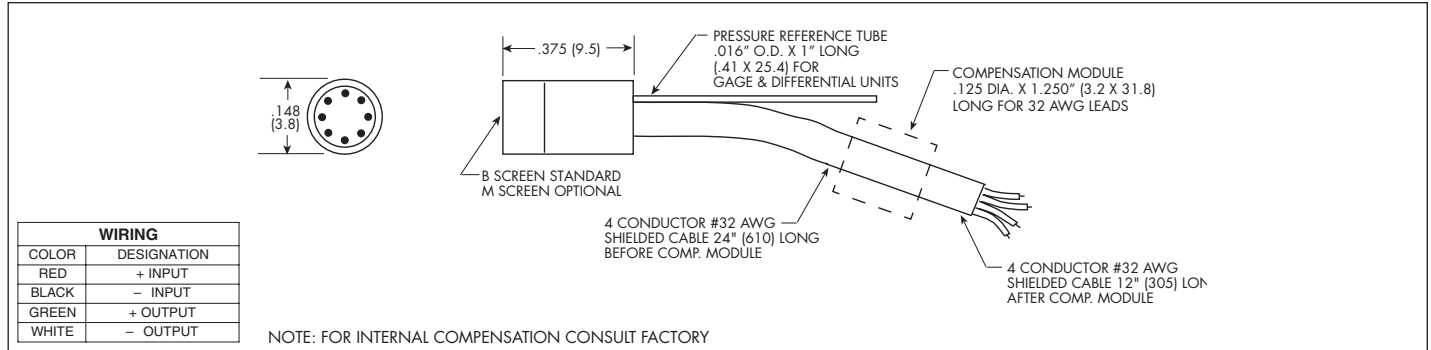 .375 (9.5)
PRESSURE REFERENCE TUBE
.016" O.D. X 1" LONG
(.41 X 25.4) FOR
GAGE & DIFFERENTIAL UNITS
COMPENSATION MODULE
.125 DIA. X 1.250" (3.2 X 31.8)
LONG FOR 32 AWG LEADS
.148
(3.8)
B SCREEN STANDARD
M SCREEN OPTIONAL
4 CONDUCTOR #32 AWG
SHIELDED CABLE 24" (610) LONG
BEFORE COMP. MODULE
4 CONDUCTOR #32 AWG
SHIELDED CABLE 12" (305) LON
AFTER COMP. MODULE
WIRING
COLOR DESIGNATION
RED + INPUT
BLACK – INPUT
GREEN + OUTPUT
WHITE – OUTPUT
NOTE: FOR INTERNAL COMPENSATION CONSULT FACTORY